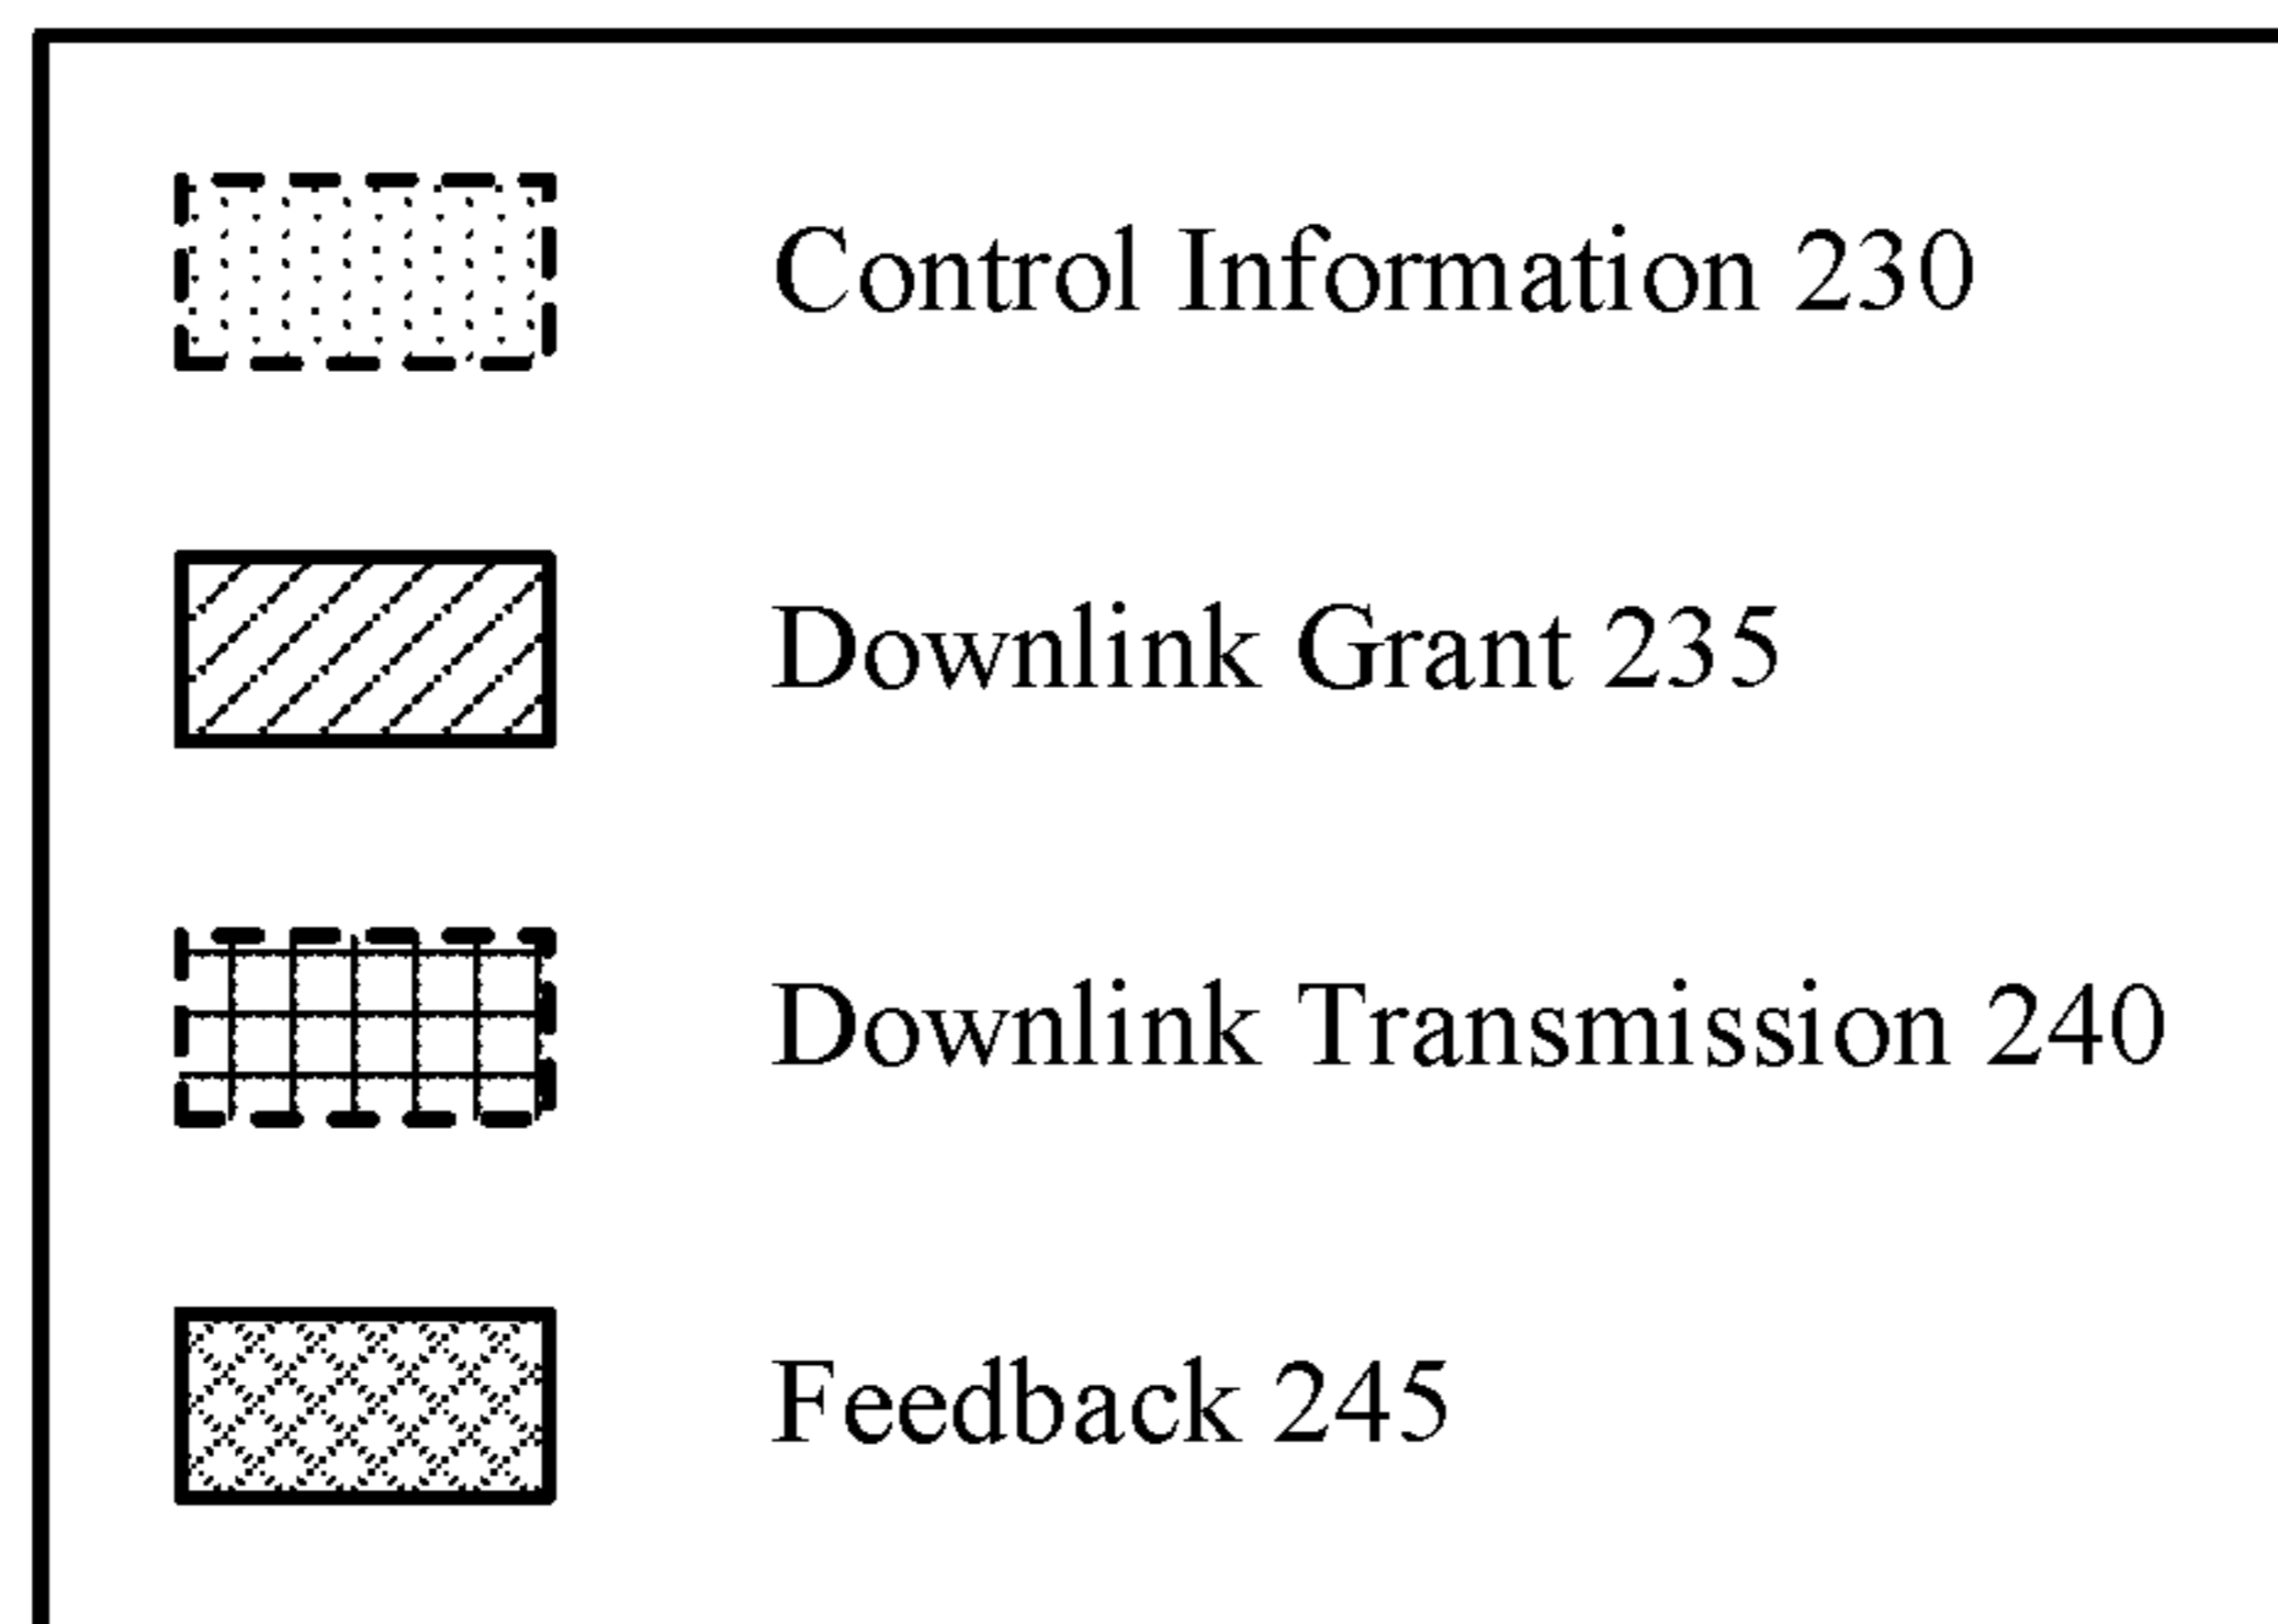 Control Information 230
Downlink Grant 235
Downlink Transmission 240
Feedback 245